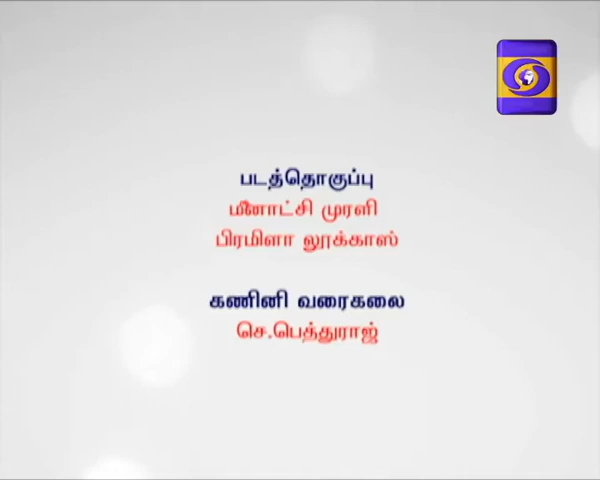 படத்தொகுப்பு
மீனாட்சி முரளி
பிரமிளா லூக்காஸ்
கணினி வரைகலை
செ.பெத்துராஜ்